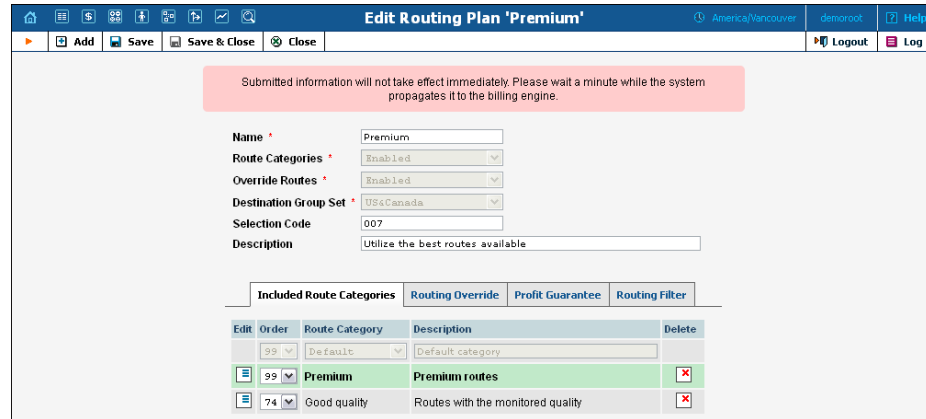 Edit Routing Plan 'Premium'
America/Vancouver
demoroot
Help
Add
Save
Save & Close
Close
Logout
Log
Submitted information will not take effect immediately. Please wait a minute while the system
propagates it to the billing engine.
Name * Premium
Route Categories * Enabled
Override Routes * Enabled
Destination Group Set * US&Canada
Selection Code 007
Description Utilize the best routes available
Included Route Categories Routing Override Profit Guarantee Routing Filter
Edit Order Route Category Description Delete
99 Default Default category
99 Premium Premium routes
74 Good quality Routes with the monitored quality